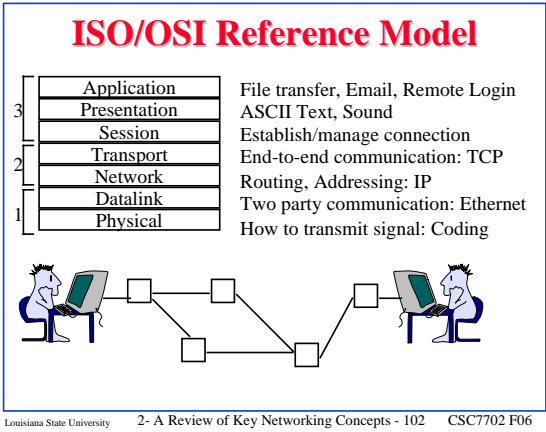 ISO/OSI Reference Model
3
Application File transfer, Email, Remote Login
Presentation ASCII Text, Sound
Session Establish/manage connection
2
Transport End-to-end communication: TCP
Network Routing, Addressing: IP
1
Datalink Two party communication: Ethernet
Physical How to transmit signal: Coding
Louisiana State University 2- A Review of Key Networking Concepts - 102 CSC7702 F06